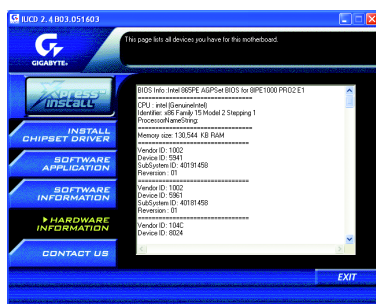 IUCD 2. 4 B03.051603
GIGABYTE™
This page lists all devices you have for this motherboard.
Xpress™
INSTALL
INSTALL
CHIPSET DRIVER
SOFTWARE
APPLICATION
SOFTWARE
INFORMATION
HARDWARE
INFORMATION
CONTACT US
BIOS Info :Intel 865PE AGPSet BIOS for 8IPE1000 PRO2 E1
================================
CPU : intel (GenuineIntel)
Identifier: x86 Family 15 Model 2 Stepping 1
ProcessorNameString:
================================
Memory size: 130,544 KB RAM
================================
Vendor ID: 1002
Device ID: 5941
SubSystem ID: 40191458
Reversion : 01
================================
Vendor ID: 1002
Device ID: 5961
SubSystem ID: 40181458
Reversion : 01
================================
Vendor ID: 104C
Device ID: 8024
EXIT